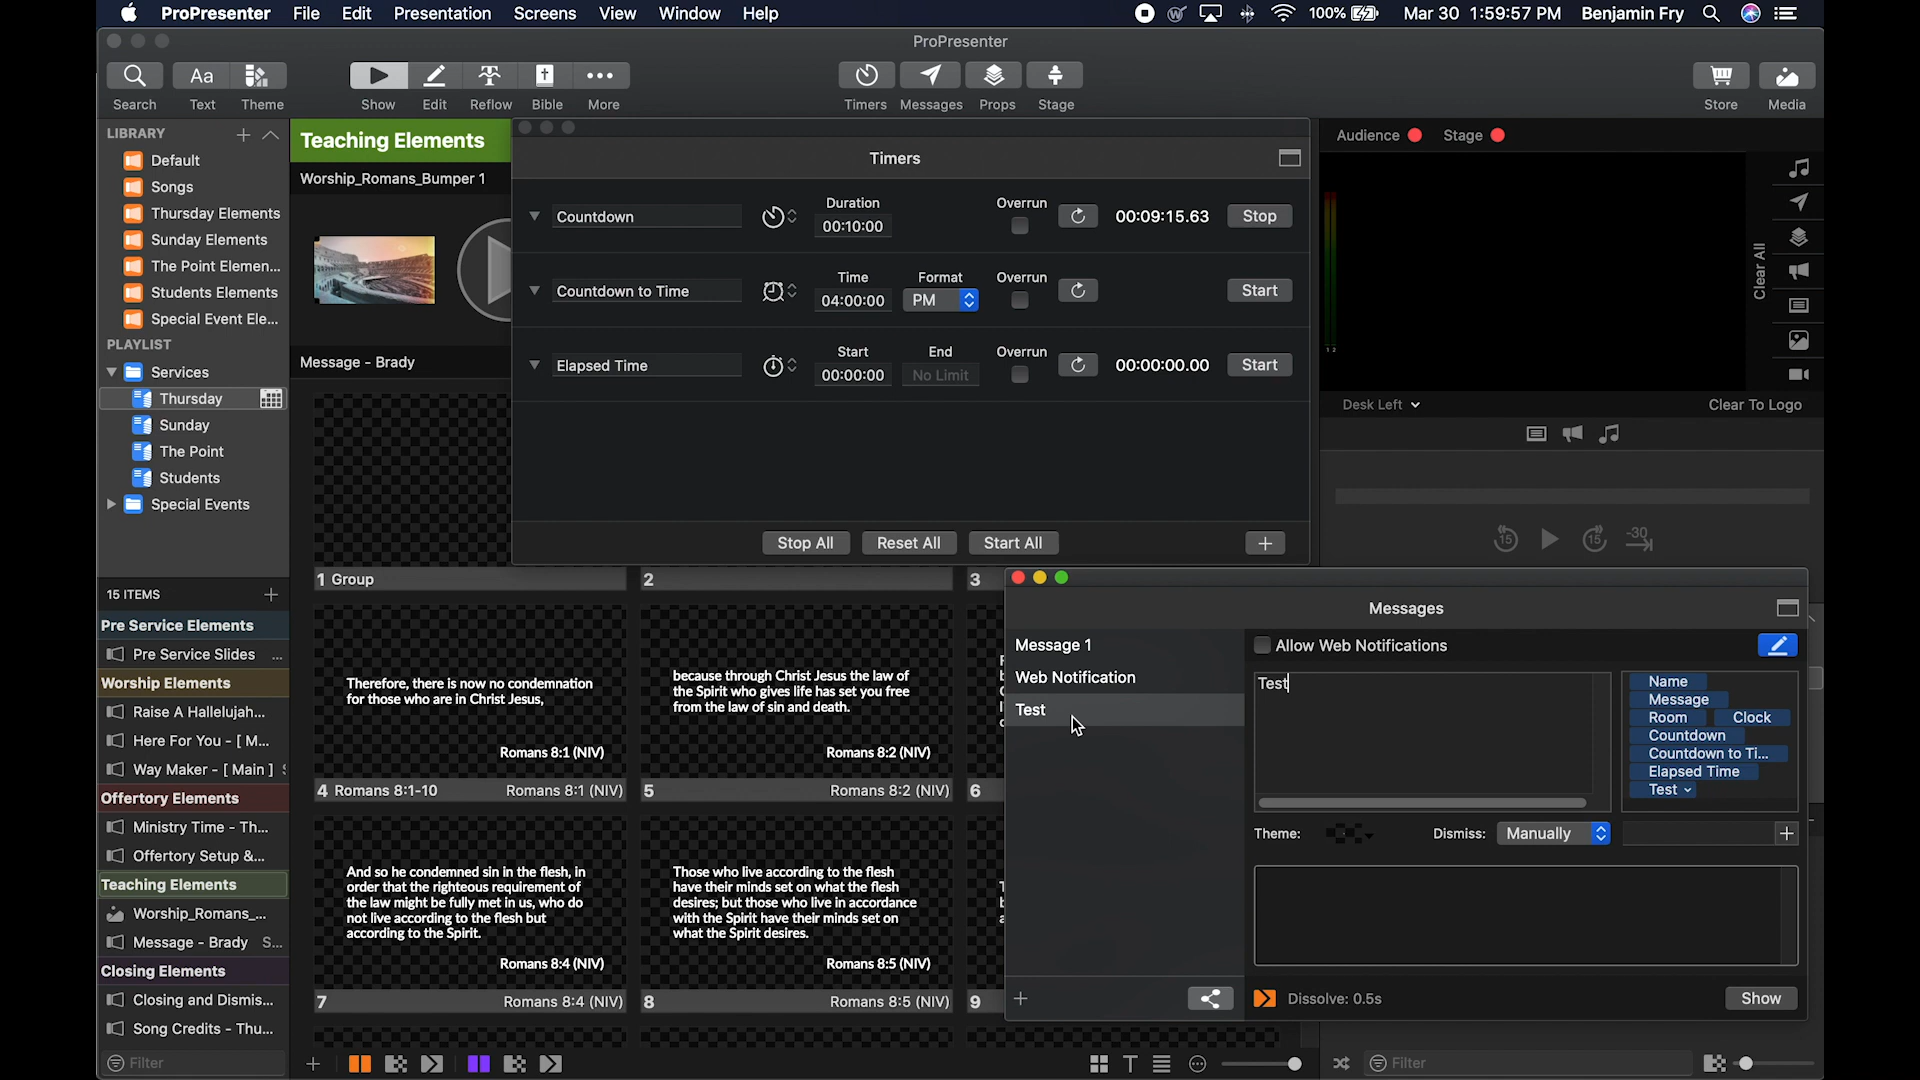 ProPresenter File Edit Presentation Screens View Window Help 100% Mar 30 1:59:57 PM Benjamin Fry
ProPresenter
Aa
Search Text Theme Show Edit Reflow Bible More Timers Messages Props Stage Store Media
LIBRARY
Default
Songs
Thursday Elements
Sunday Elements
The Point Elemen...
Students Elements
Special Event Ele...
PLAYLIST
Services
Thursday
Sunday
The Point
Students
Special Events
15 ITEMS
Pre Service Elements
Pre Service Slides ...
Worship Elements
Raise A Hallelujah...
Here For You - [ M...
Way Maker - [ Main ]
Offertory Elements
Ministry Time - Th...
Offertory Setup &...
Teaching Elements
Worship_Romans_...
Message - Brady S...
Closing Elements
Closing and Dismis...
Song Credits - Thu...
Filter
Teaching Elements
Worship_Romans_Bumper 1
Message - Brady
1 Group
2
3
Therefore, there is now no condemnation
for those who are in Christ Jesus,
Romans 8:1 (NIV)
4 Romans 8:1-10 Romans 8:1 (NIV)
because through Christ Jesus the law of
the Spirit who gives life has set you free
from the law of sin and death.
Romans 8:2 (NIV)
5 Romans 8:2 (NIV)
6
And so he condemned sin in the flesh, in
order that the righteous requirement of
the law might be fully met in us, who do
not live according to the flesh but
according to the Spirit.
Romans 8:4 (NIV)
7 Romans 8:4 (NIV)
Those who live according to the flesh
have their minds set on what the flesh
desires; but those who live in accordance
with the Spirit have their minds set on
what the Spirit desires.
Romans 8:5 (NIV)
8 Romans 8:5 (NIV)
9
Timers
Duration Overrun
Countdown 00:10:00 00:09:15.63 Stop
Time Format Overrun
Countdown to Time 04:00:00 PM Start
Start End Overrun
Elapsed Time 00:00:00 No Limit 00:00:00.00 Start
Stop All Reset All Start All
Audience Stage
Clear All
1 2
Desk Left Clear To Logo
15 15 -30
Messages
Message 1
Web Notification
Test
Allow Web Notifications
Test
Name
Message
Room Clock
Countdown
Countdown to Ti...
Elapsed Time
Test
Theme: Dismiss: Manually
Dissolve: 0.5s Show
Filter